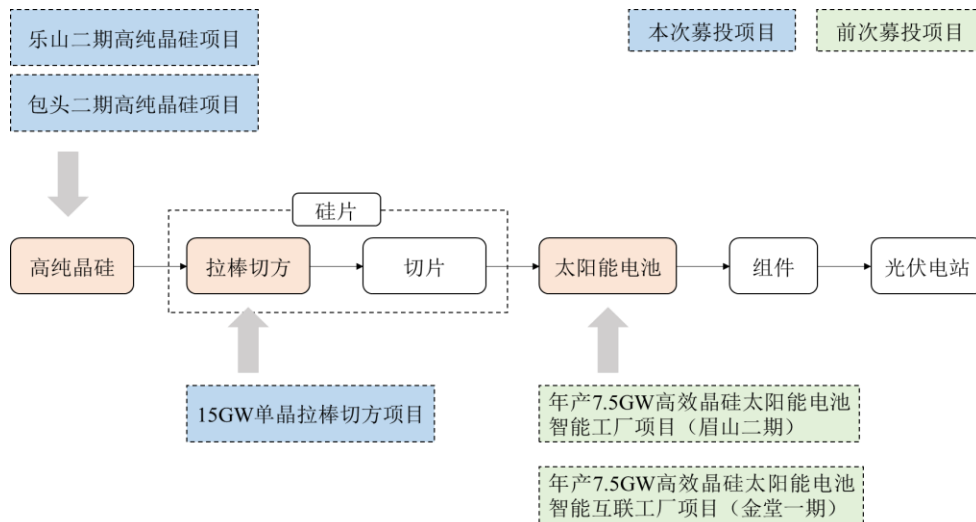 乐山二期高纯晶硅项目
本次募投项目
前次募投项目
包头二期高纯晶硅项目
硅片
高纯晶硅
拉棒切方
切片
太阳能电池
组件
光伏电站
15GW单晶拉棒切方项目
年产7.5GW高效晶硅太阳能电池
智能工厂项目（眉山二期）
年产7.5GW高效晶硅太阳能电池
智能互联工厂项目（金堂一期）